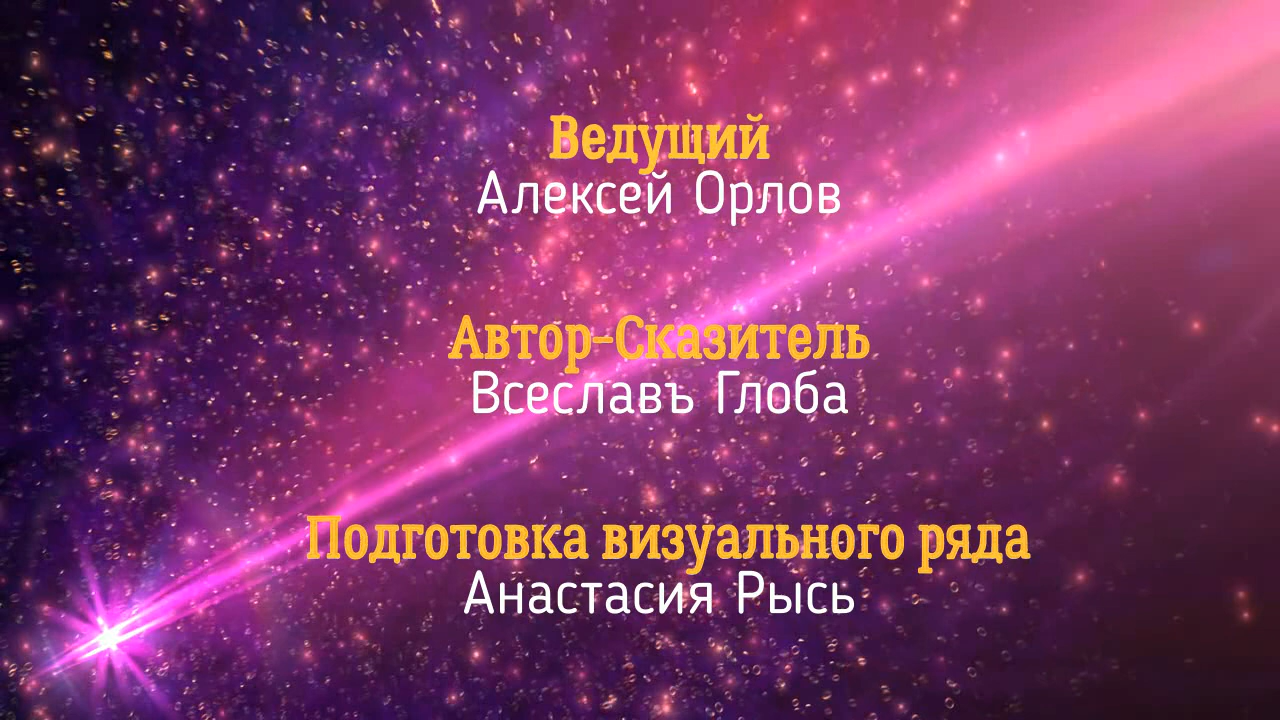 Ведущий
Алексей Орлов
Автор-Сказитель
Всеславъ Глоба
Подготовка визуального ряда
Анастасия Рысь